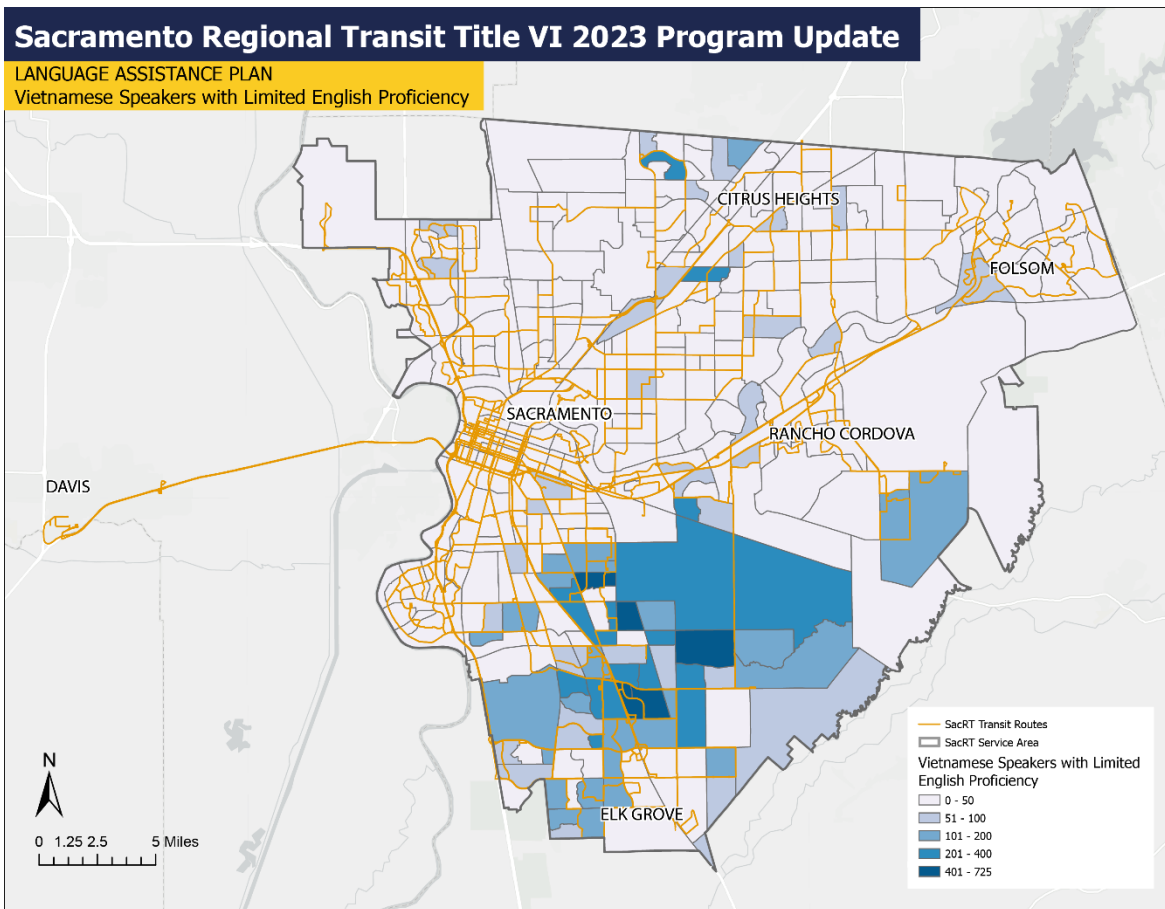 Sacramento Regional Transit Title VI 2023 Program Update
LANGUAGE ASSISTANCE PLAN
Vietnamese Speakers with Limited English Proficiency
CITRUS HEIGHTS
FOLSOM
SACRAMENTO
RANCHO CORDOVA
DAVIS
ELK GROVE
N
0 1.25 2.5 5 Miles
SacRT Transit Routes
SacRT Service Area
Vietnamese Speakers with Limited
English Proficiency
0 - 50
51 - 100
101 - 200
201 - 400
401 - 725